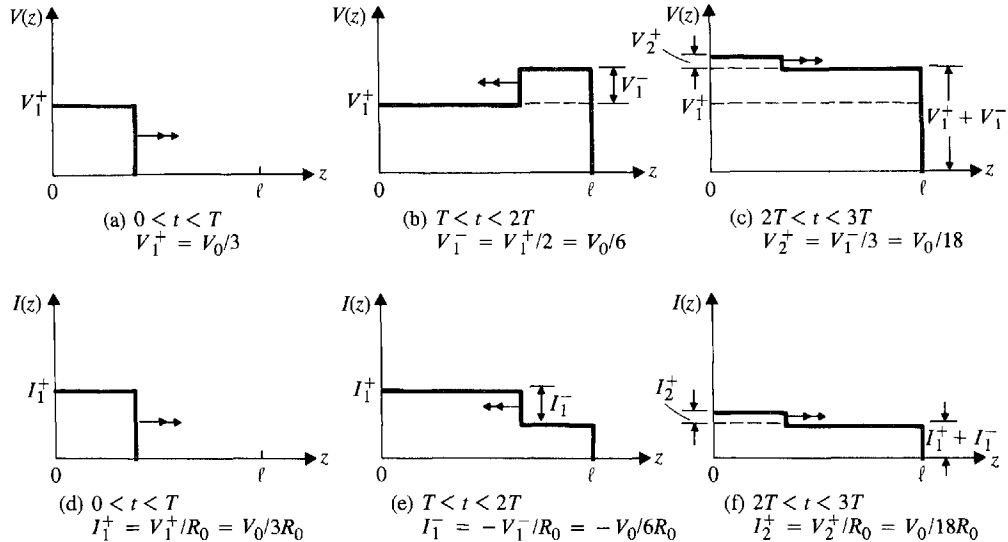 V(z)
V₁⁺
0
ℓ
z
(a) 0 < t < T
V₁⁺ = V₀/3
V(z)
V₁⁺
V₁⁻
0
ℓ
z
(b) T < t < 2T
V₁⁻ = V₁⁺/2 = V₀/6
V(z)
V₂⁺
V₁⁺
V₁⁺ + V₁⁻
0
ℓ
z
(c) 2T < t < 3T
V₂⁺ = V₁⁻/3 = V₀/18
I(z)
I₁⁺
0
ℓ
z
(d) 0 < t < T
I₁⁺ = V₁⁺/R₀ = V₀/3R₀
I(z)
I₁⁺
I₁⁻
0
ℓ
z
(e) T < t < 2T
I₁⁻ = −V₁⁻/R₀ = −V₀/6R₀
I(z)
I₂⁺
I₁⁺ + I₁⁻
0
ℓ
z
(f) 2T < t < 3T
I₂⁺ = V₂⁺/R₀ = V₀/18R₀